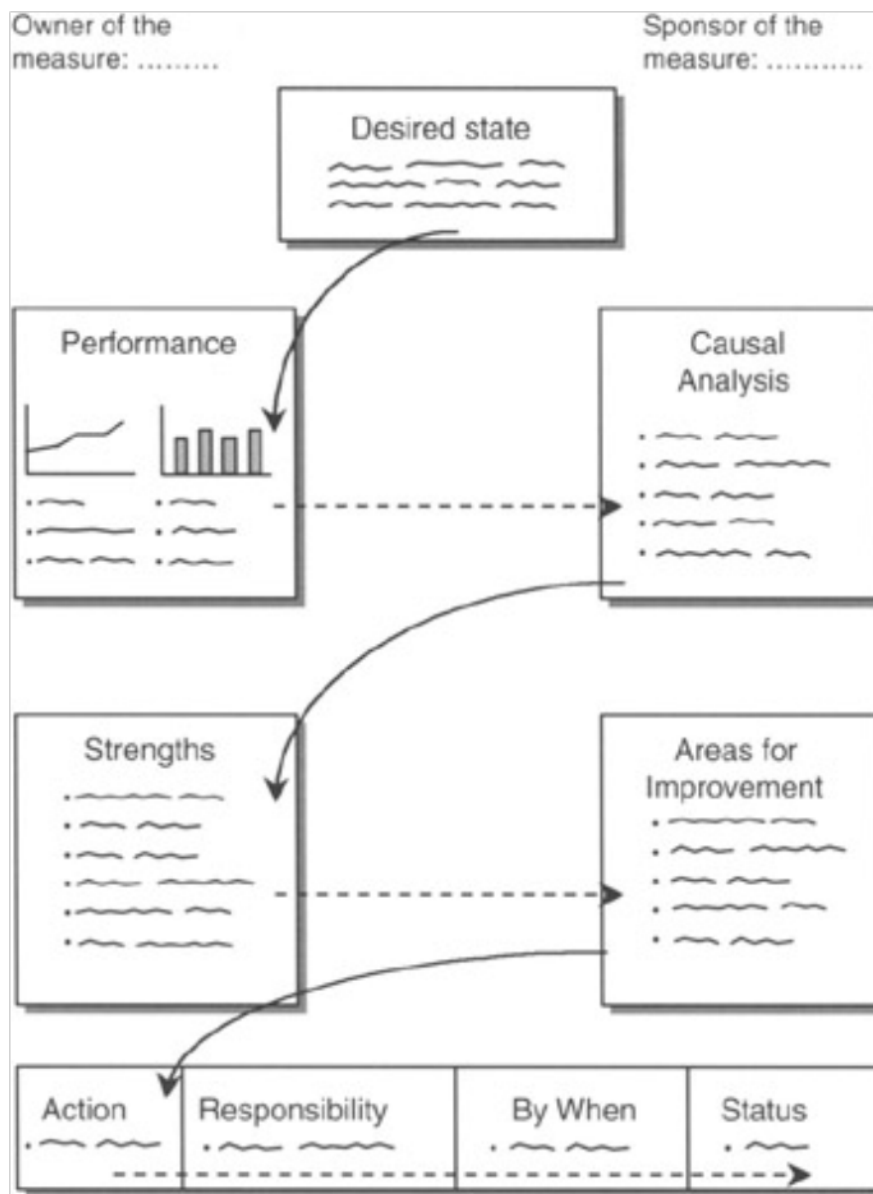 Owner of the
measure: .........
Sponsor of the
measure: ...........
Desired state
Performance
Causal
Analysis
Strengths
Areas for
Improvement
Action
Responsibility
By When
Status